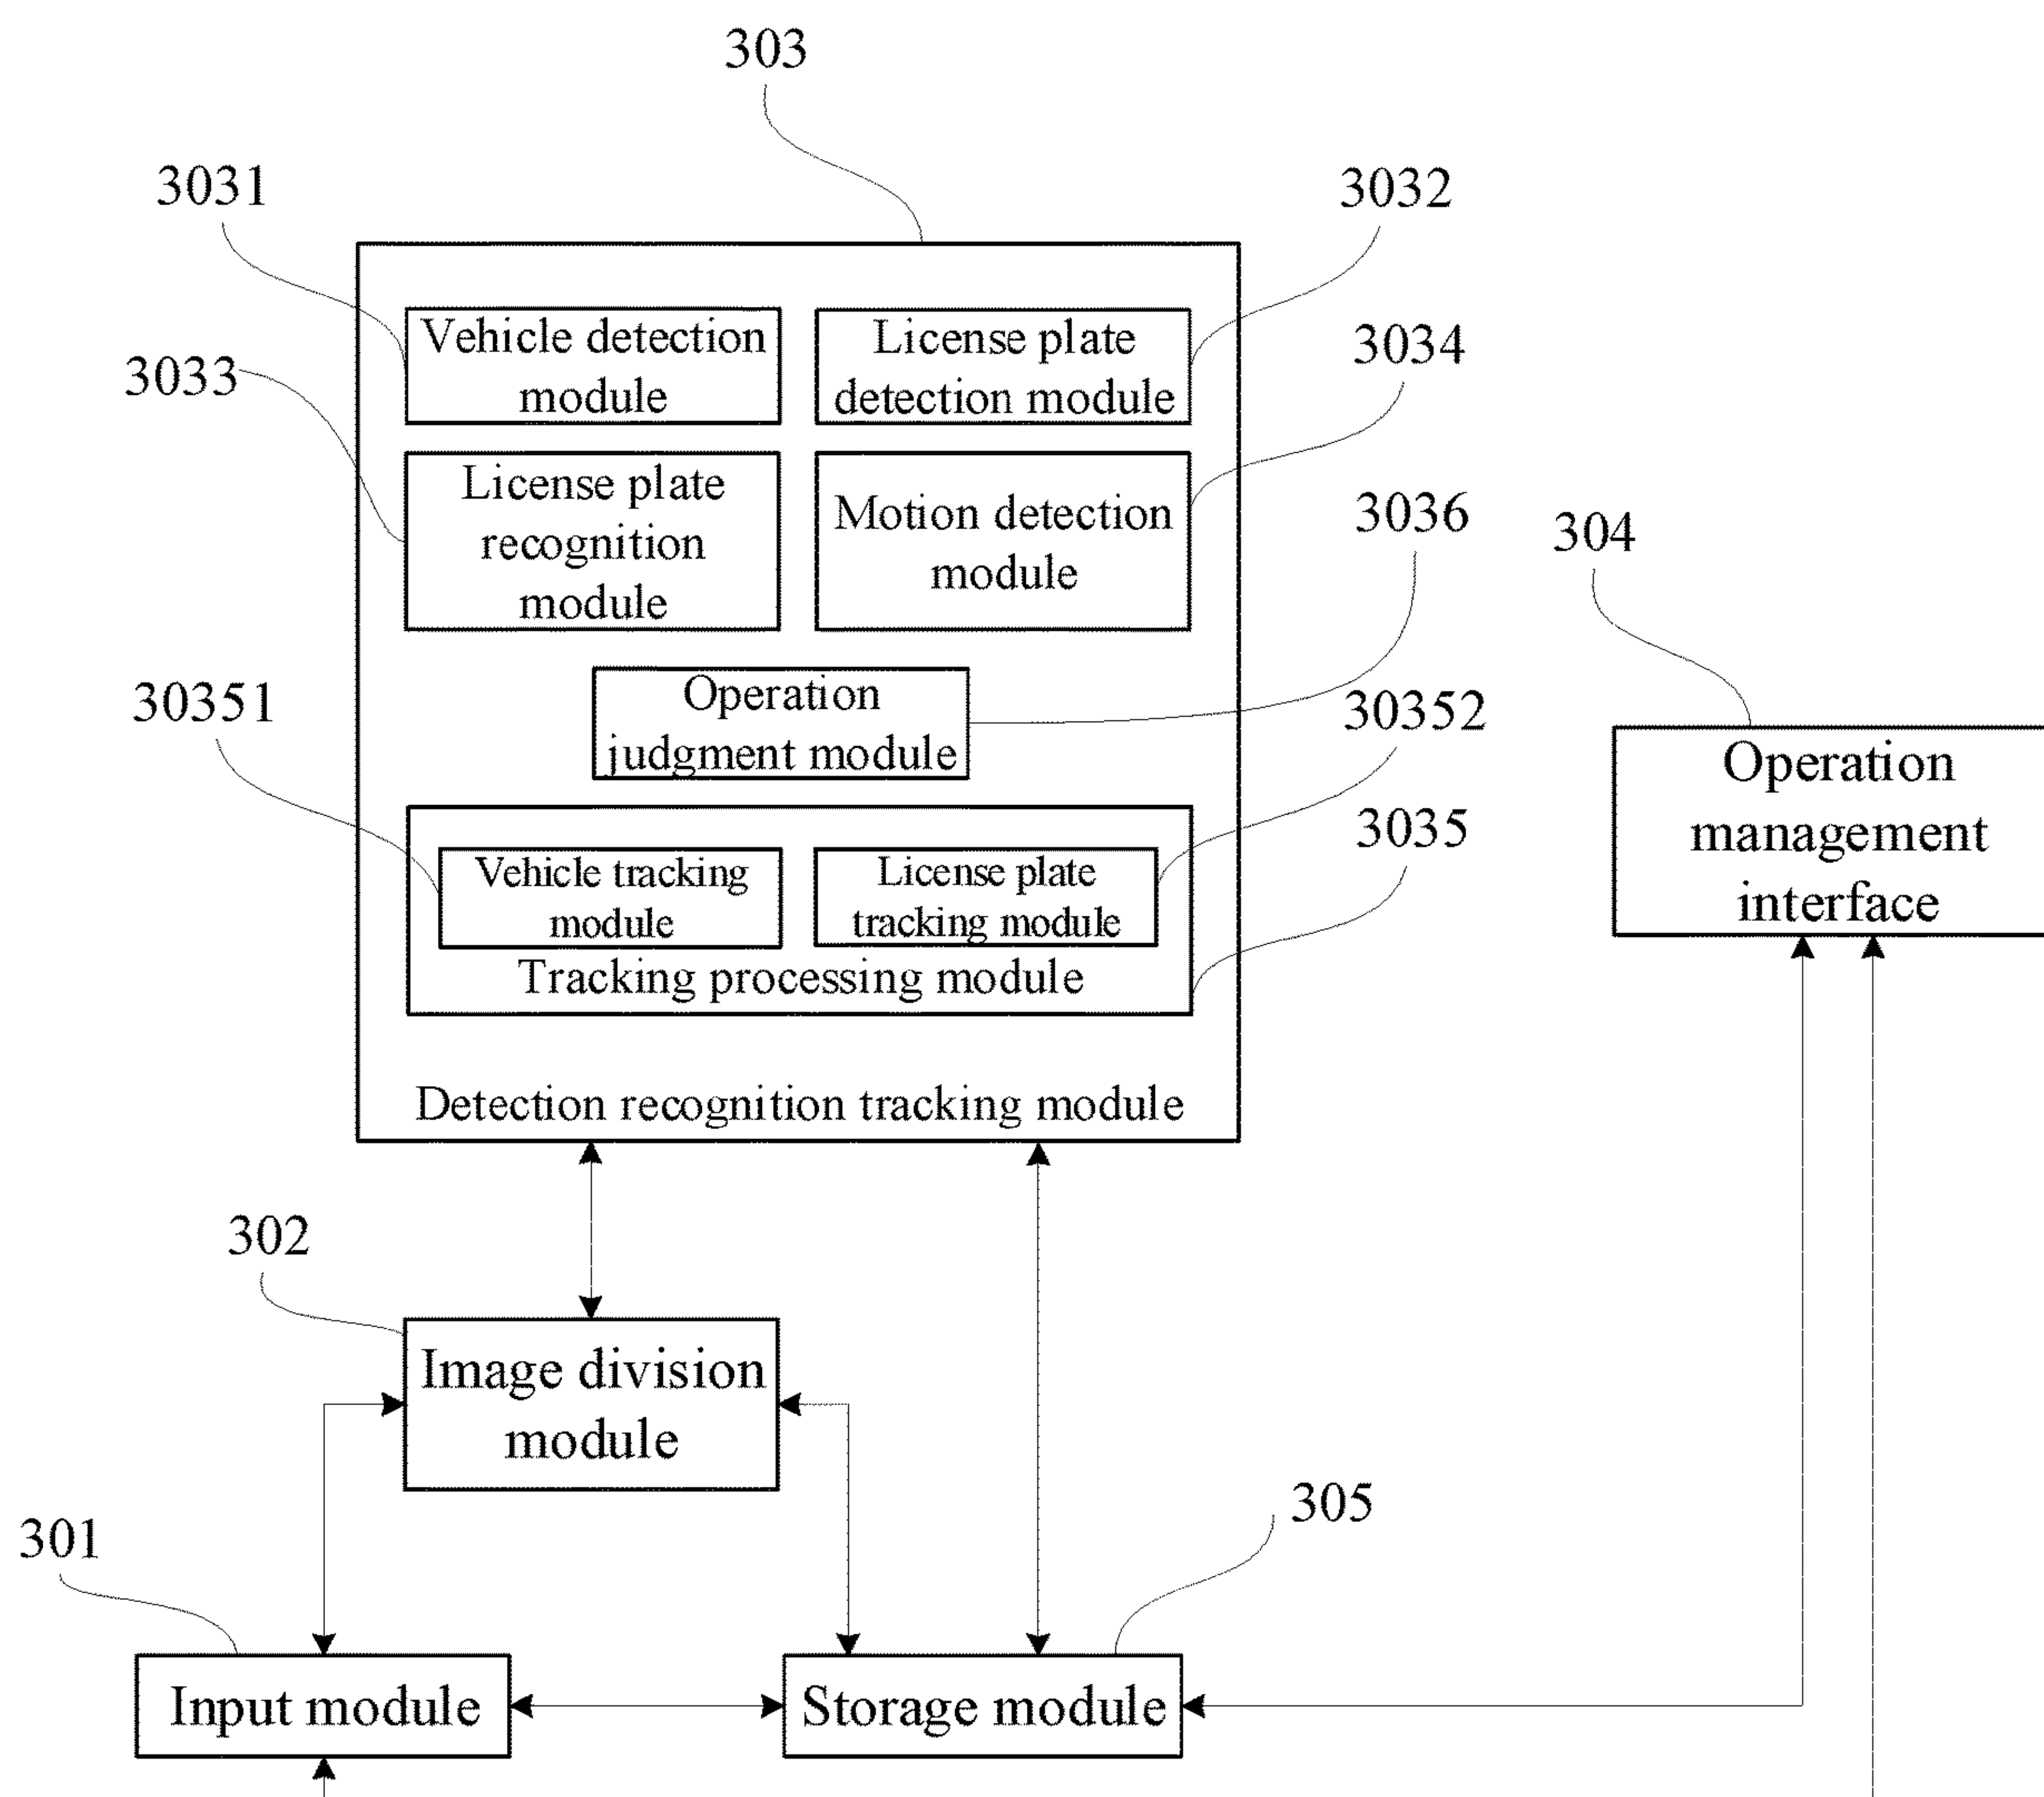 303
3031
3032
Vehicle detection
module
License plate
detection module
3033
3034
License plate
recognition
module
Motion detection
module
3036
304
Operation
judgment module
30351
30352
Operation
management
interface
3035
Vehicle tracking
module
License plate
tracking module
Tracking processing module
Detection recognition tracking module
302
Image division
module
305
301
Input module
Storage module